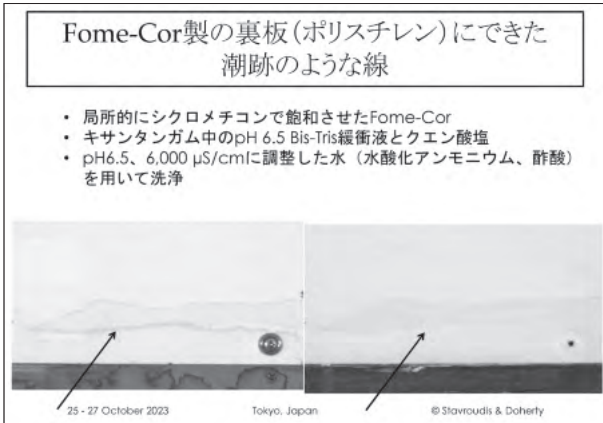 Fome-Cor製の裏板（ポリスチレン）にできた
潮跡のような線
• 局所的にシクロメチコンで飽和させたFome-Cor
• キサンタンガム中のpH 6.5 Bis-Tris緩衝液とクエン酸塩
• pH6.5、6,000 µS/cmに調整した水（水酸化アンモニウム、酢酸）
を用いて洗浄
25 - 27 October 2023 Tokyo, Japan © Stavroudis & Doherty